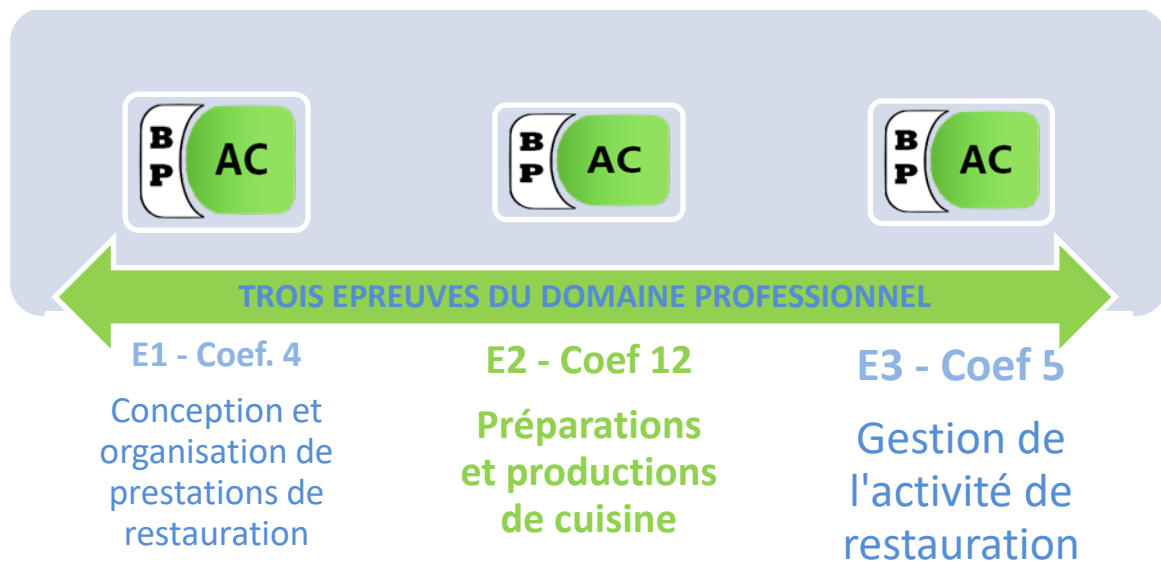 B
P
AC
B
P
AC
B
P
AC
TROIS EPREUVES DU DOMAINE PROFESSIONNEL
E1 - Coef. 4
Conception et
organisation de
prestations de
restauration
E2 - Coef 12
Préparations
et productions
de cuisine
E3 - Coef 5
Gestion de
l'activité de
restauration